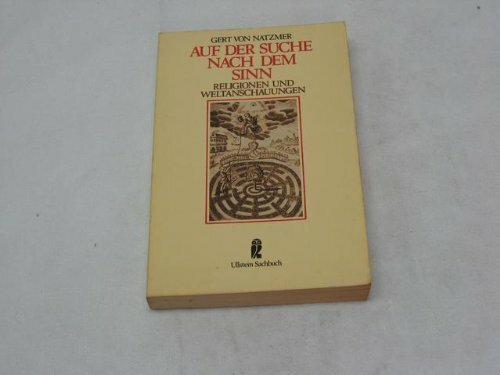 GERT VON NATZMER
AUF DER SUCHE
NACH DEM
SINN
RELIGIONEN UND
WELTANSCHAUUNGEN
Ullstein Sachbuch